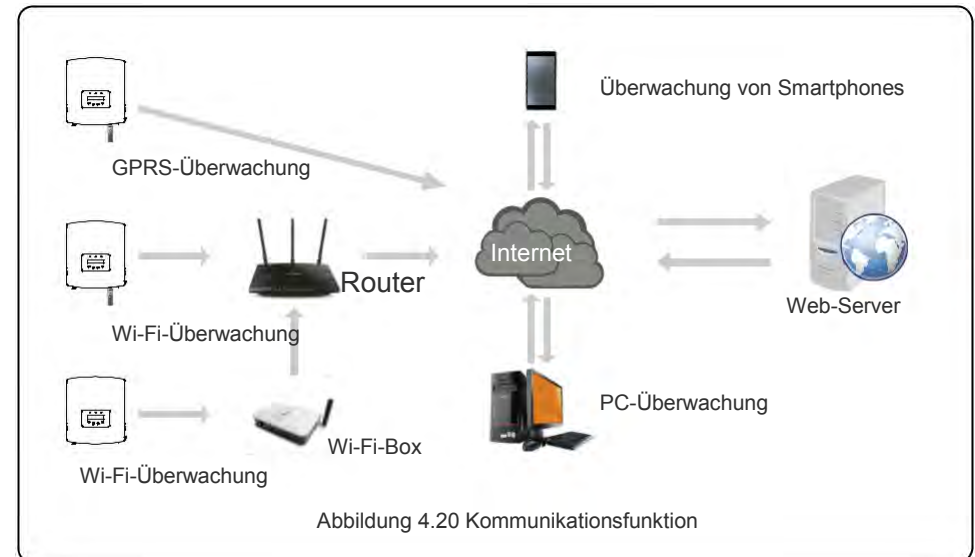 Überwachung von Smartphones
GPRS-Überwachung
Internet
Router
Web-Server
Wi-Fi-Überwachung
PC-Überwachung
Wi-Fi-Box
Wi-Fi-Überwachung
Abbildung 4.20 Kommunikationsfunktion